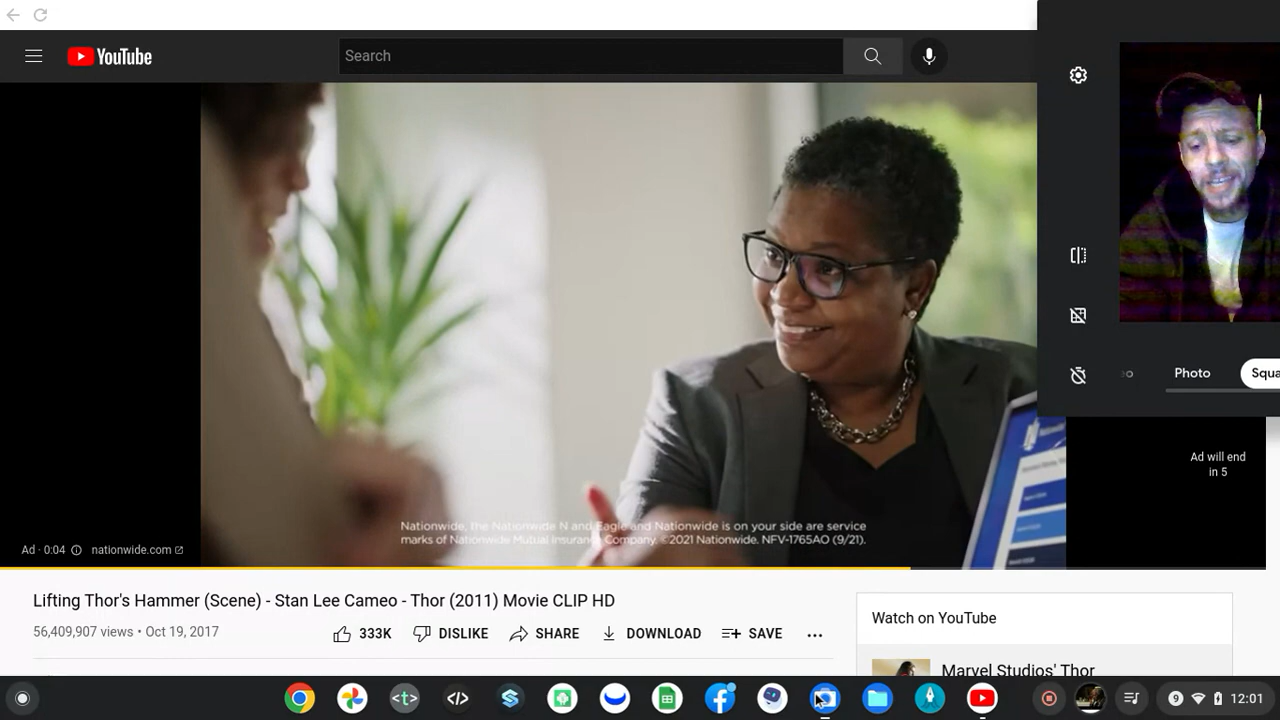 YouTube
Search
Nationwide, the Nationwide N and Eagle and Nationwide is on your side are service
marks of Nationwide Mutual Insurance Company. ©2021 Nationwide. NFV-1765AO (9/21).
Photo
Squa
Ad will end
in 5
Ad · 0:04
nationwide.com
Lifting Thor's Hammer (Scene) - Stan Lee Cameo - Thor (2011) Movie CLIP HD
56,409,907 views • Oct 19, 2017
333K
DISLIKE
SHARE
DOWNLOAD
SAVE
Watch on YouTube
Marvel Studios' Thor
9
12:01